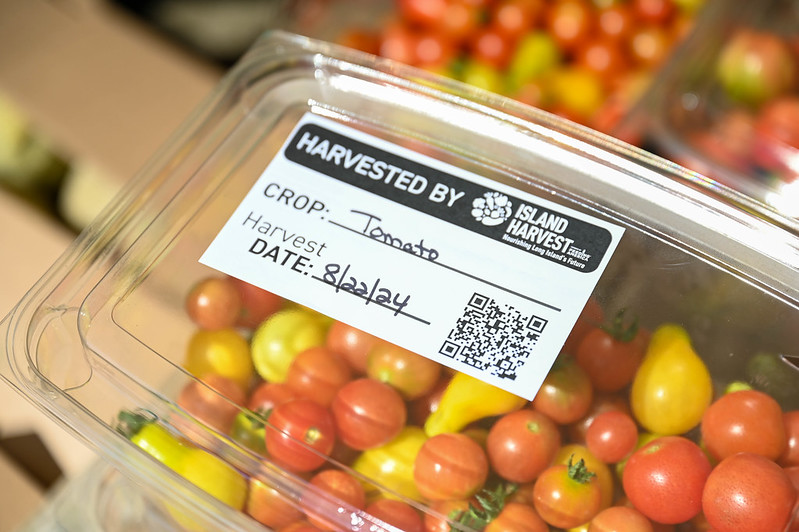 HARVESTED BY
ISLAND
HARVEST
Nourishing Long Island's Future
CROP: Tomato
Harvest
DATE: 8/22/24